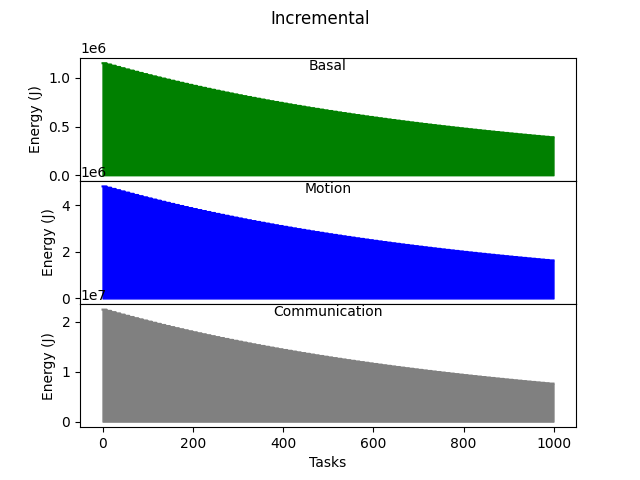 Incremental
1e6
Basal
1.0
0.5
0.0
Energy (J)
1e6
Motion
4
2
0
Energy (J)
1e7
Communication
2
1
0
Energy (J)
0 200 400 600 800 1000
Tasks